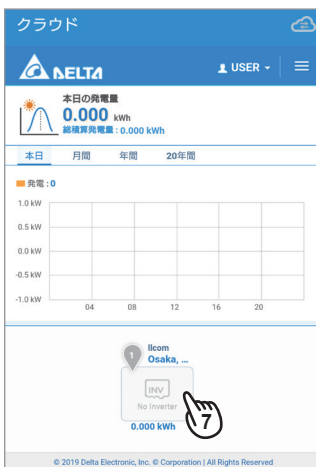 クラウド
DELTA
USER
本日の発電量
0.000 kWh
総積算発電量 : 0.000 kWh
本日 月間 年間 20年間
発電 : 0
1.0 kW
0.5 kW
0.0 kW
-0.5 kW
-1.0 kW
04 08 12 16 20
1
Ilcom
Osaka, ...
INV
No Inverter
7
0.000 kWh
© 2019 Delta Electronic, Inc. © Corporation | All Rights Reserved